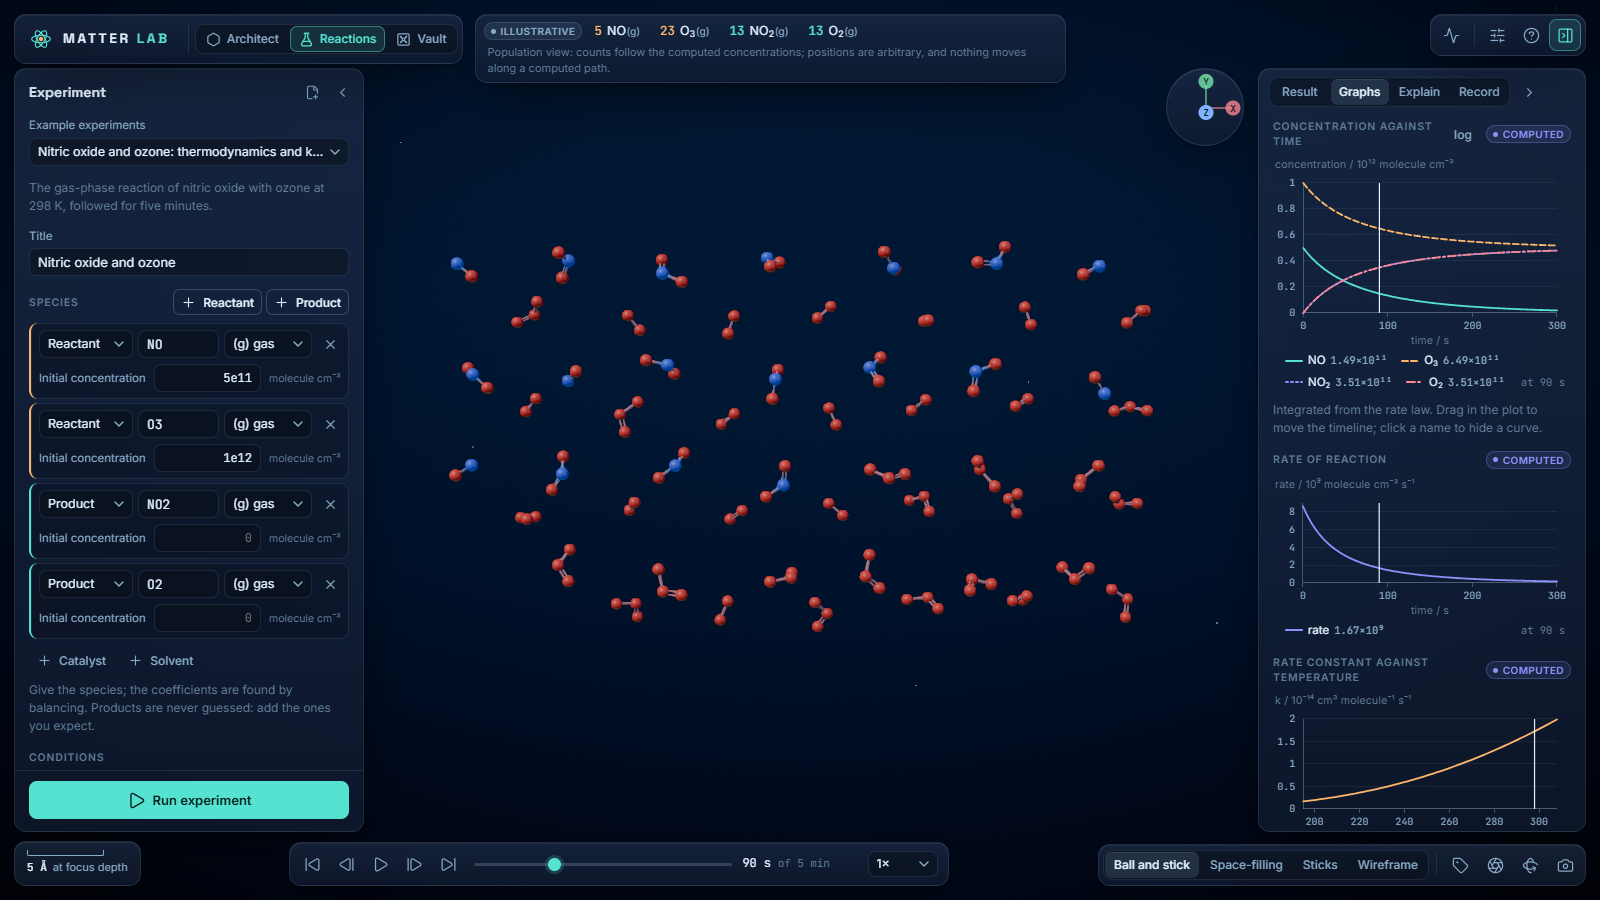 MATTER LAB
Architect
Reactions
Vault
ILLUSTRATIVE 5 NO(g) 23 O₃(g) 13 NO₂(g) 13 O₂(g)
Population view: counts follow the computed concentrations; positions are arbitrary, and nothing moves
along a computed path.
Experiment
Example experiments
Nitric oxide and ozone: thermodynamics and k...
The gas-phase reaction of nitric oxide with ozone at
298 K, followed for five minutes.
Title
Nitric oxide and ozone
SPECIES
Reactant
Product
Reactant NO (g) gas
Initial concentration 5e11 molecule cm⁻³
Reactant O3 (g) gas
Initial concentration 1e12 molecule cm⁻³
Product NO2 (g) gas
Initial concentration 0 molecule cm⁻³
Product O2 (g) gas
Initial concentration 0 molecule cm⁻³
Catalyst
Solvent
Give the species; the coefficients are found by
balancing. Products are never guessed: add the ones
you expect.
CONDITIONS
Run experiment
5 Å at focus depth
90 s of 5 min
1×
Y
X
Z
Result
Graphs
Explain
Record
CONCENTRATION AGAINST
TIME
log
COMPUTED
concentration / 10¹² molecule cm⁻³
1
0.8
0.6
0.4
0.2
0
0 100 200 300
time / s
NO 1.49×10¹¹ O₃ 6.49×10¹¹
NO₂ 3.51×10¹¹ O₂ 3.51×10¹¹ at 90 s
Integrated from the rate law. Drag in the plot to
move the timeline; click a name to hide a curve.
RATE OF REACTION
COMPUTED
rate / 10⁹ molecule cm⁻³ s⁻¹
8
6
4
2
0
0 100 200 300
time / s
rate 1.67×10⁹ at 90 s
RATE CONSTANT AGAINST
TEMPERATURE
COMPUTED
k / 10⁻¹⁴ cm³ molecule⁻¹ s⁻¹
2
1.5
1
0.5
0
200 220 240 260 280 300
Ball and stick
Space-filling
Sticks
Wireframe